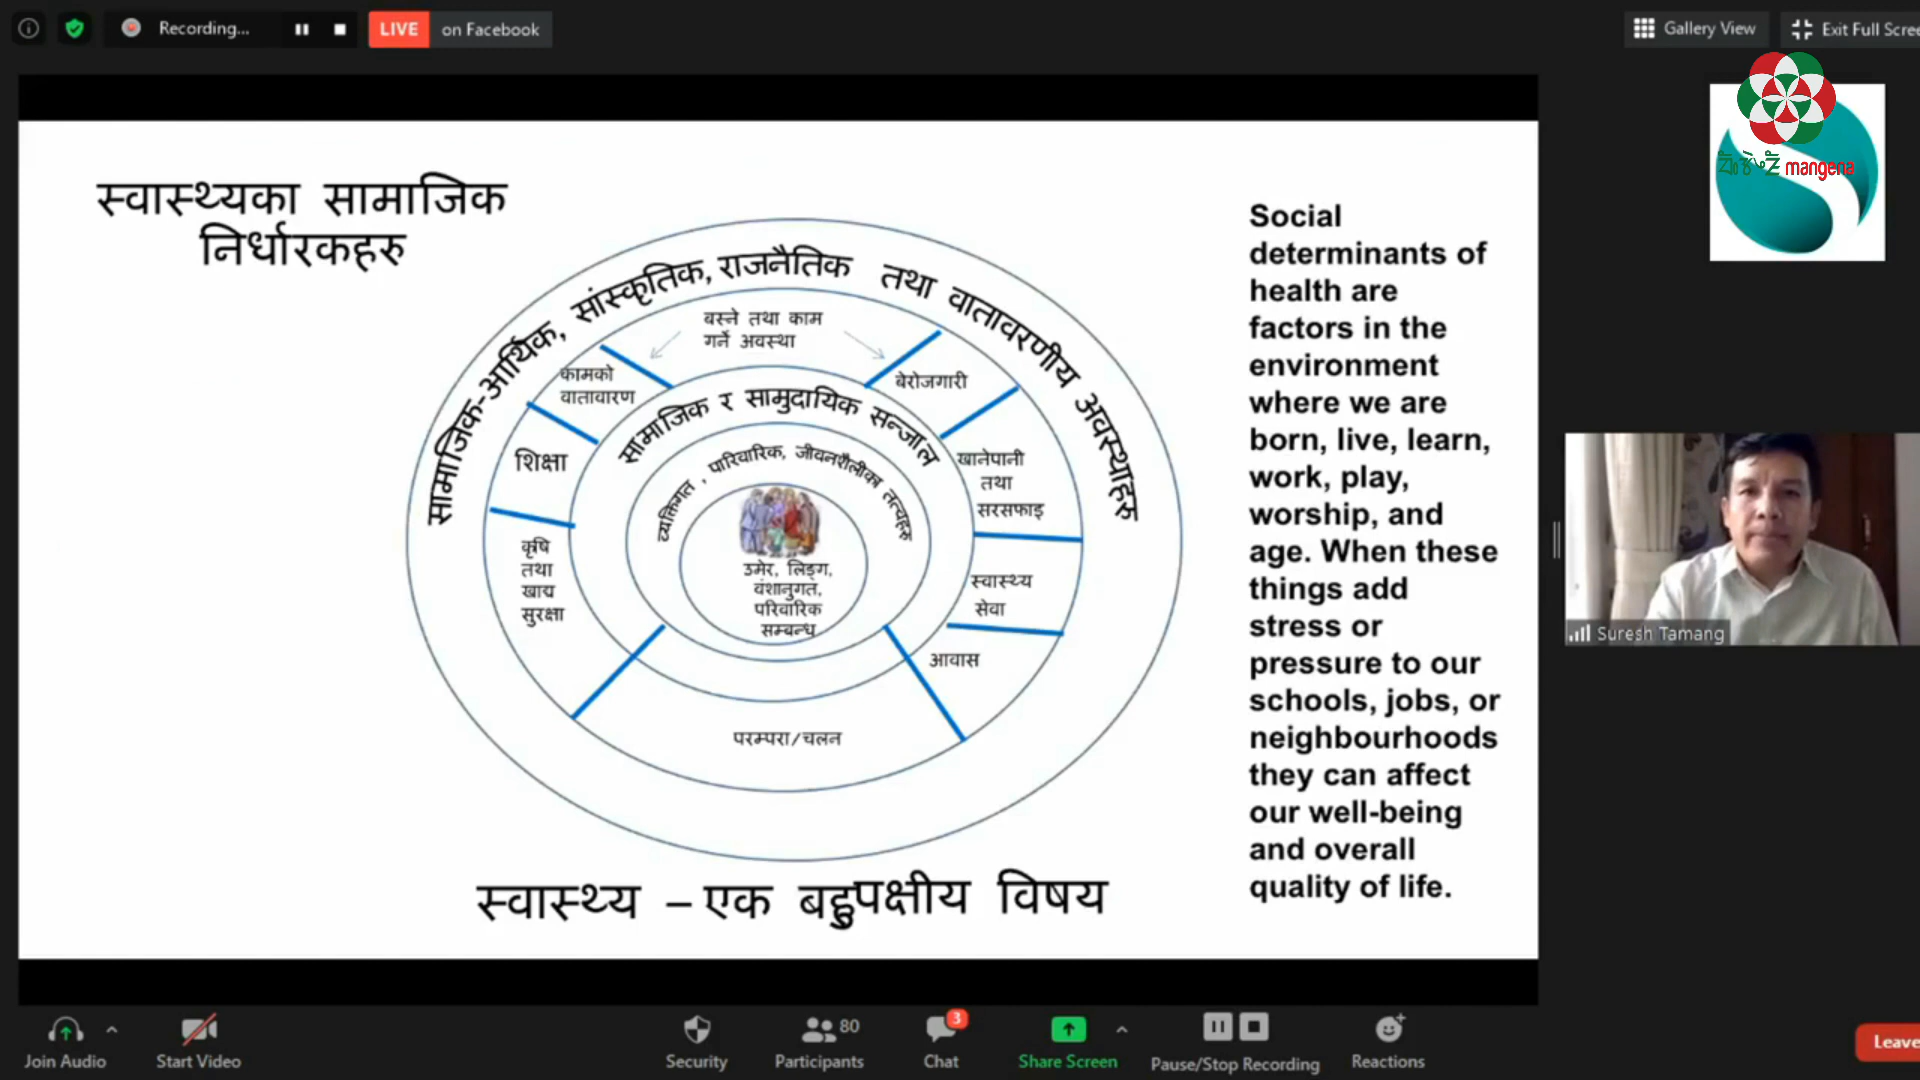 Recording...
LIVE on Facebook
Gallery View
Exit Full Scree
mangena
स्वास्थ्यका सामाजिक
निर्धारकहरु
सामाजिक-आर्थिक, सांस्कृतिक, राजनैतिक तथा वातावरणीय अवस्थाहरु
बस्ने तथा काम
गर्ने अवस्था
कामको
वातावारण
बेरोजगारी
सामाजिक र सामुदायिक सन्जाल
शिक्षा
खानेपानी
तथा
सरसफाइ
व्यक्तिगत , पारिवारिक, जीवनशैलीका तत्वहरु
कृषि
तथा
खाद्य
सुरक्षा
उमेर, लिङ्ग,
वंशानुगत,
परिवारिक
सम्बन्ध
स्वास्थ्य
सेवा
आवास
परम्परा/चलन
स्वास्थ्य – एक बहुपक्षीय विषय
Social
determinants of
health are
factors in the
environment
where we are
born, live, learn,
work, play,
worship, and
age. When these
things add
stress or
pressure to our
schools, jobs, or
neighbourhoods
they can affect
our well-being
and overall
quality of life.
Suresh Tamang
Join Audio
Start Video
Security
80
Participants
3
Chat
Share Screen
Pause/Stop Recording
Reactions
Leave